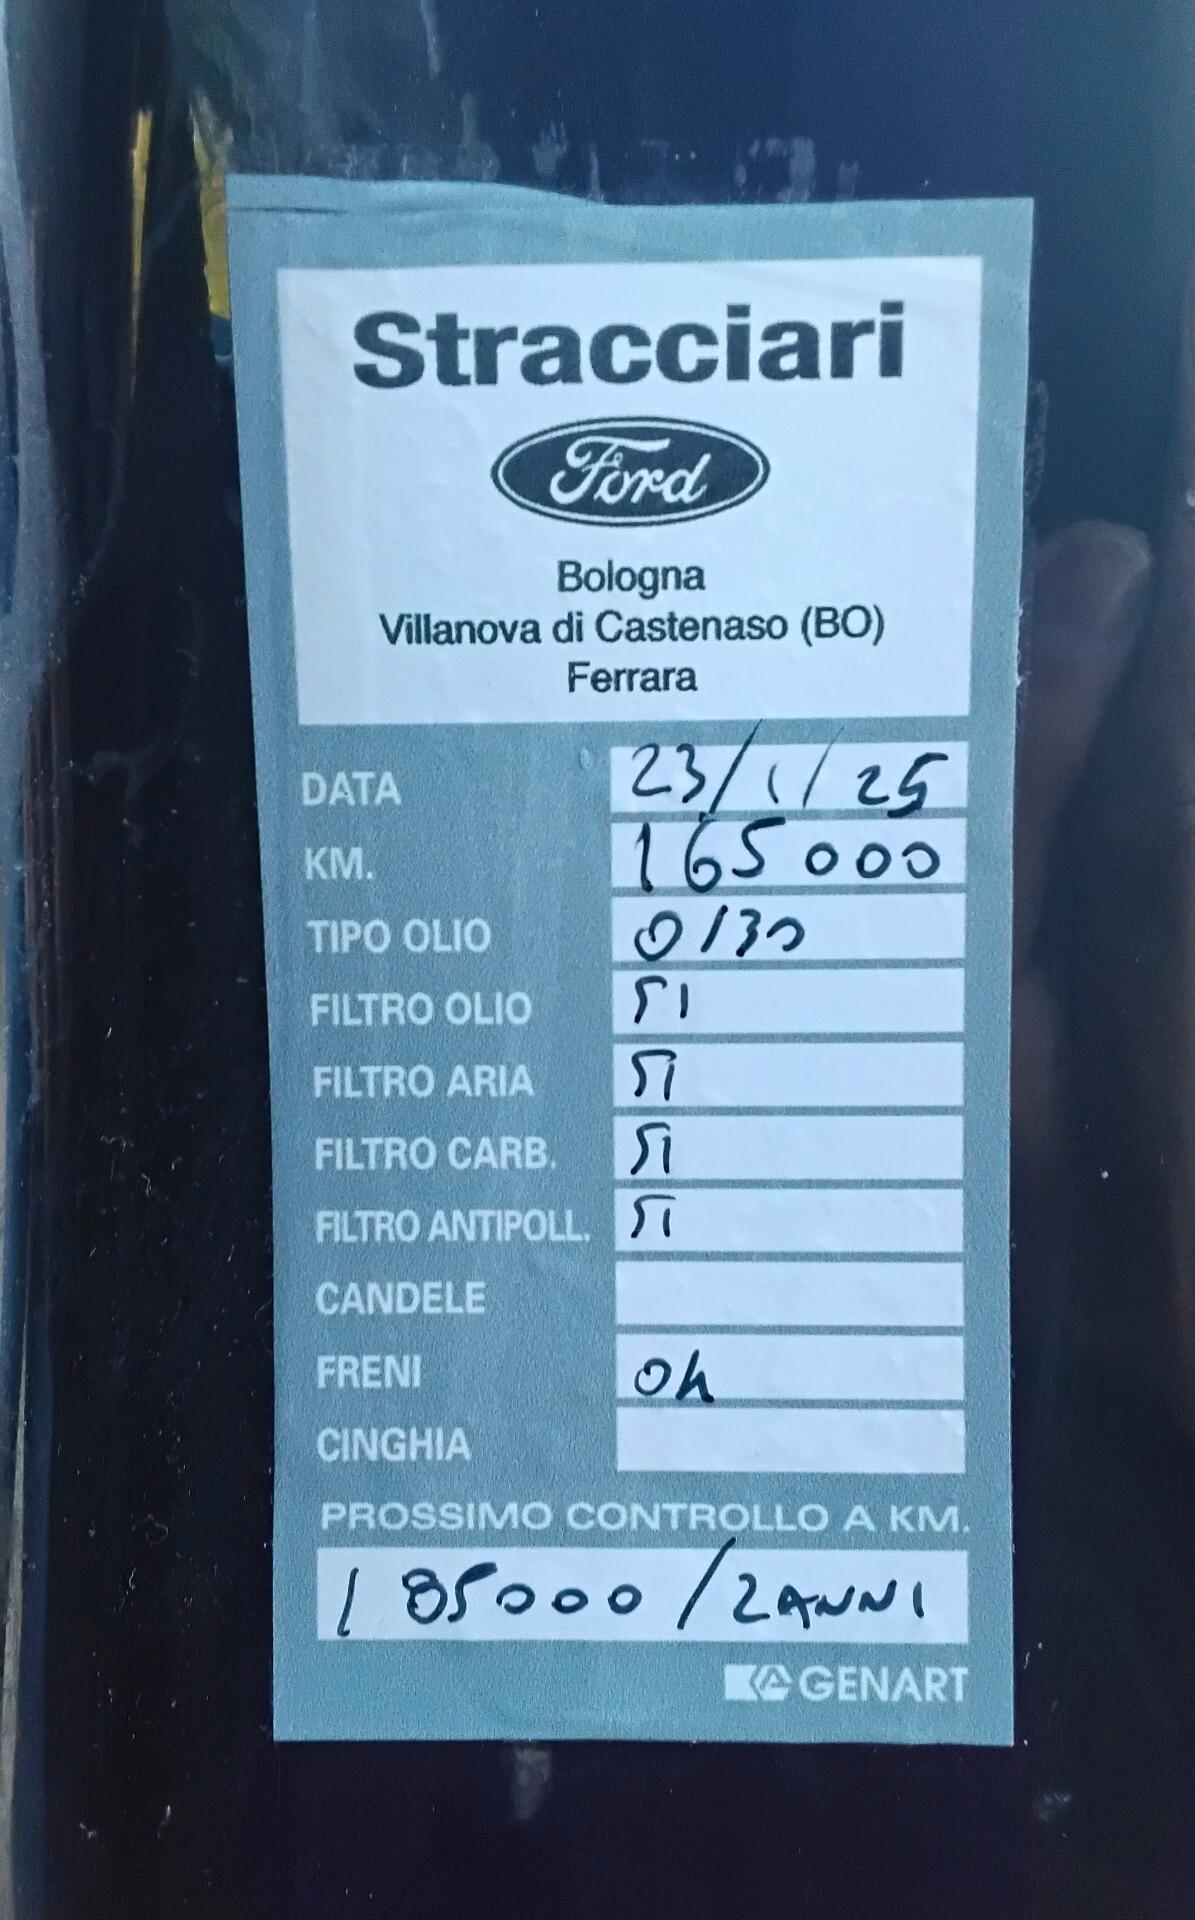 Stracciari
Ford
Bologna
Villanova di Castenaso (BO)
Ferrara
DATA 23/1/25
KM. 165000
TIPO OLIO 0/30
FILTRO OLIO SI
FILTRO ARIA SI
FILTRO CARB. SI
FILTRO ANTIPOLL. SI
CANDELE
FRENI Ok
CINGHIA
PROSSIMO CONTROLLO A KM.
185000/2ANNI
GENART